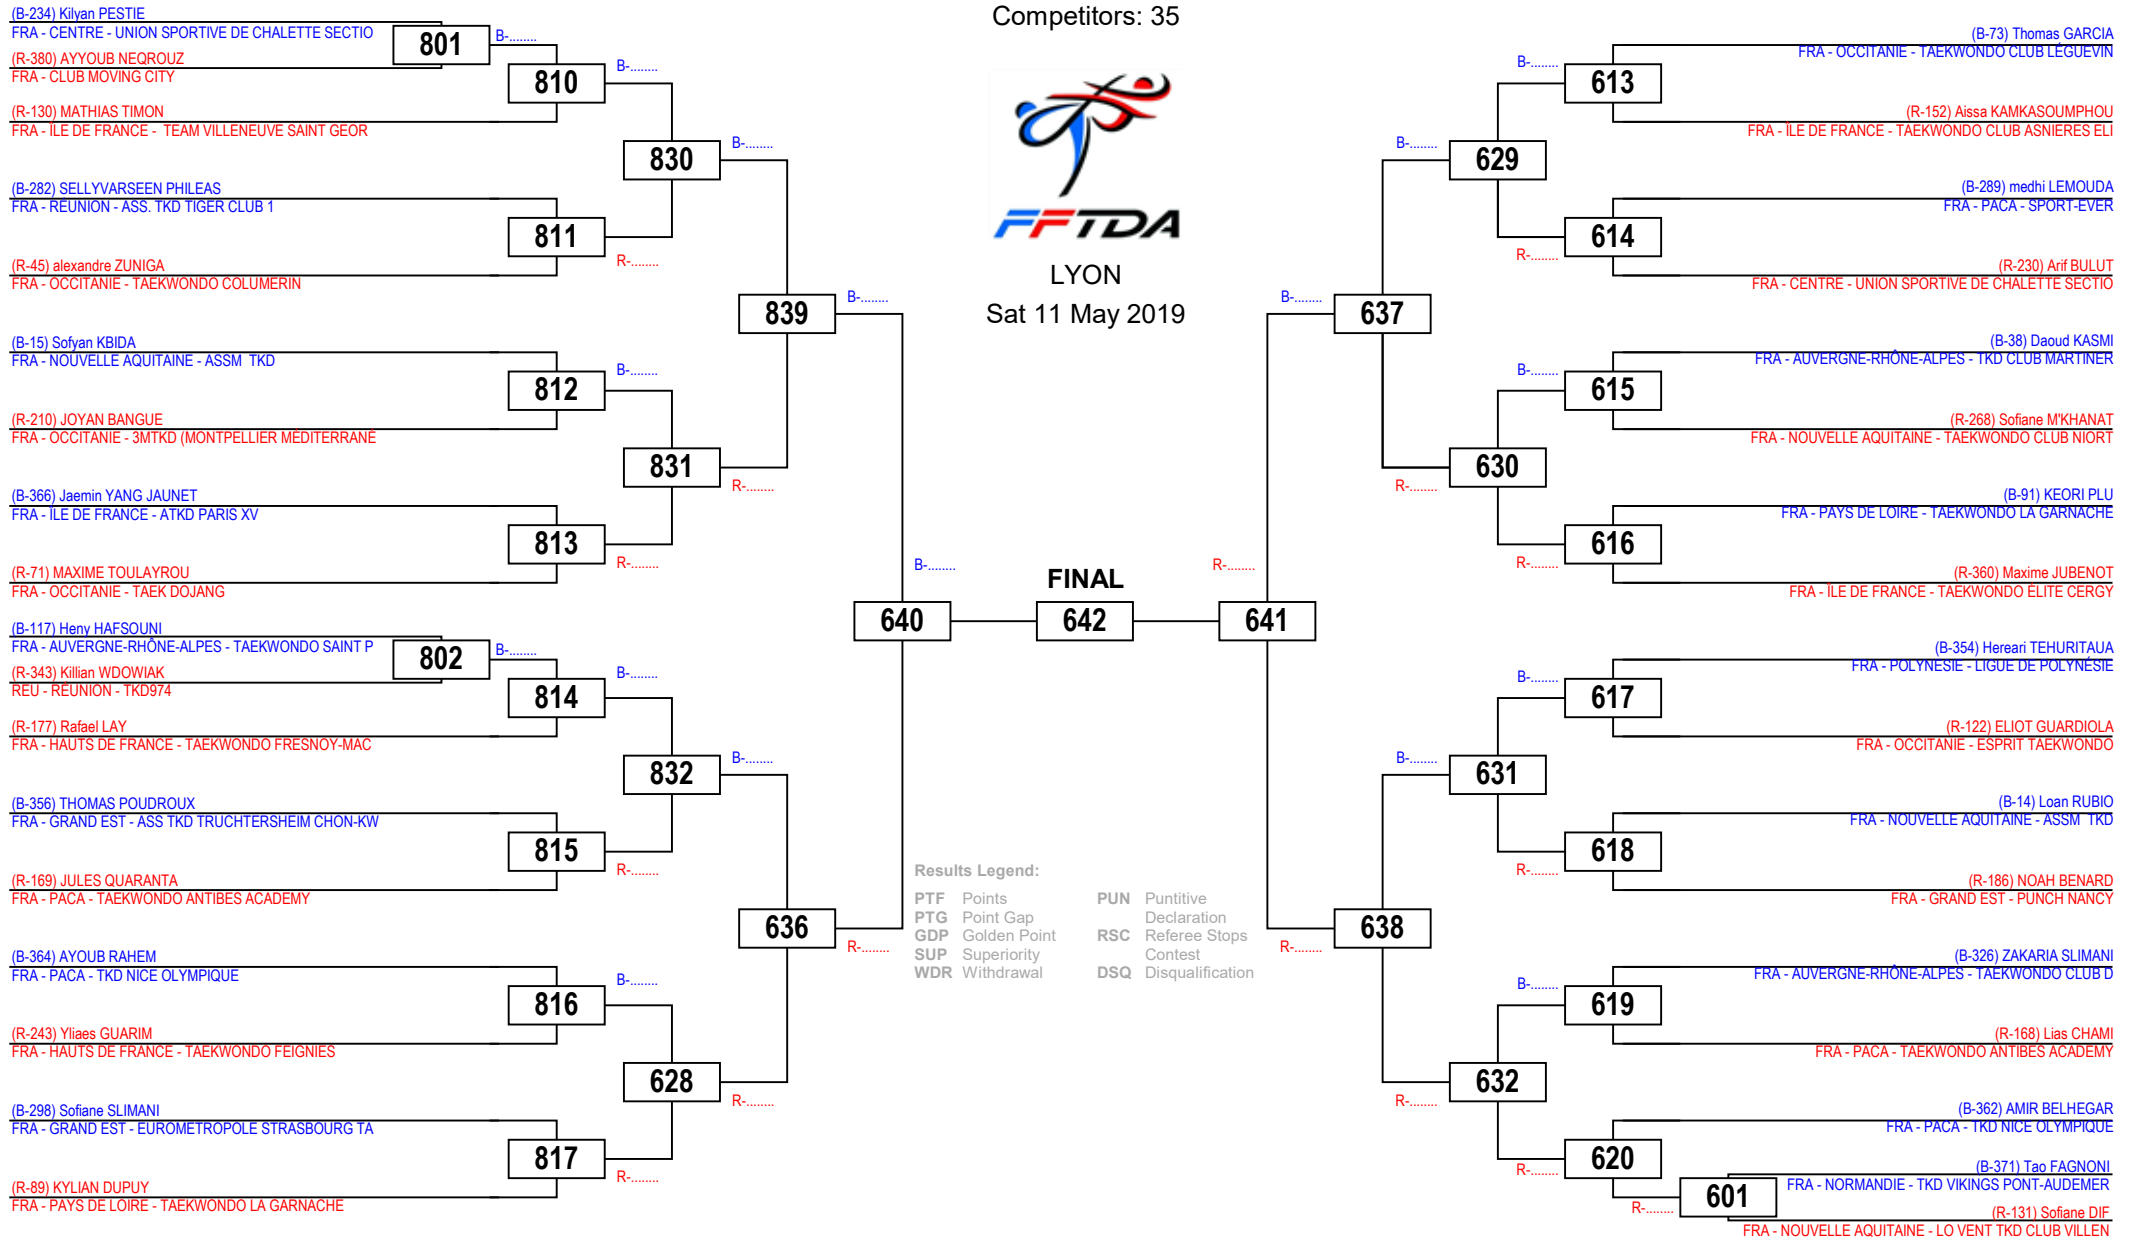 Competitors: 35
FFTDA
LYON
Sat 11 May 2019
(B-234) Kilyan PESTIE
FRA - CENTRE - UNION SPORTIVE DE CHALETTE SECTIO
801
B-........
(R-380) AYYOUB NEQROUZ
FRA - CLUB MOVING CITY
810
B-........
(R-130) MATHIAS TIMON
FRA - ÎLE DE FRANCE -  TEAM VILLENEUVE SAINT GEOR
830
B-........
(B-282) SELLYVARSEEN PHILEAS
FRA - RÉUNION - ASS. TKD TIGER CLUB 1
811
R-........
(R-45) alexandre ZUNIGA
FRA - OCCITANIE - TAEKWONDO COLUMERIN
839
B-........
(B-15) Sofyan KBIDA
FRA - NOUVELLE AQUITAINE - ASSM  TKD
812
B-........
(R-210) JOYAN BANGUE
FRA - OCCITANIE - 3MTKD (MONTPELLIER MÉDITERRANÉ
831
R-........
(B-366) Jaemin YANG JAUNET
FRA - ÎLE DE FRANCE - ATKD PARIS XV
813
R-........
(R-71) MAXIME TOULAYROU
FRA - OCCITANIE - TAEK DOJANG
640
B-........
(B-117) Heny HAFSOUNI
FRA - AUVERGNE-RHÔNE-ALPES - TAEKWONDO SAINT P
802
B-........
(R-343) Killian WDOWIAK
REU - RÉUNION - TKD974
814
B-........
(R-177) Rafael LAY
FRA - HAUTS DE FRANCE - TAEKWONDO FRESNOY-MAC
832
B-........
(B-356) THOMAS POUDROUX
FRA - GRAND EST - ASS TKD TRUCHTERSHEIM CHON-KW
815
R-........
(R-169) JULES QUARANTA
FRA - PACA - TAEKWONDO ANTIBES ACADEMY
636
R-........
(B-364) AYOUB RAHEM
FRA - PACA - TKD NICE OLYMPIQUE
816
B-........
(R-243) Yliaes GUARIM
FRA - HAUTS DE FRANCE - TAEKWONDO FEIGNIES
628
R-........
(B-298) Sofiane SLIMANI
FRA - GRAND EST - EUROMETROPOLE STRASBOURG TA
817
R-........
(R-89) KYLIAN DUPUY
FRA - PAYS DE LOIRE - TAEKWONDO LA GARNACHE
FINAL
642
R-........
641
(B-73) Thomas GARCIA
FRA - OCCITANIE - TAEKWONDO CLUB LÉGUEVIN
B-........
613
(R-152) Aissa KAMKASOUMPHOU
FRA - ÎLE DE FRANCE - TAEKWONDO CLUB ASNIERES ELI
B-........
629
(B-289) medhi LEMOUDA
FRA - PACA - SPORT-EVER
R-........
614
(R-230) Arif BULUT
FRA - CENTRE - UNION SPORTIVE DE CHALETTE SECTIO
B-........
637
(B-38) Daoud KASMI
FRA - AUVERGNE-RHÔNE-ALPES - TKD CLUB MARTINER
B-........
615
(R-268) Sofiane M'KHANAT
FRA - NOUVELLE AQUITAINE - TAEKWONDO CLUB NIORT
R-........
630
(B-91) KEORI PLU
FRA - PAYS DE LOIRE - TAEKWONDO LA GARNACHE
R-........
616
(R-360) Maxime JUBENOT
FRA - ÎLE DE FRANCE - TAEKWONDO ÉLITE CERGY
(B-354) Hereari TEHURITAUA
FRA - POLYNÉSIE - LIGUE DE POLYNÉSIE
B-........
617
(R-122) ELIOT GUARDIOLA
FRA - OCCITANIE - ESPRIT TAEKWONDO
B-........
631
(B-14) Loan RUBIO
FRA - NOUVELLE AQUITAINE - ASSM  TKD
R-........
618
(R-186) NOAH BENARD
FRA - GRAND EST - PUNCH NANCY
R-........
638
(B-326) ZAKARIA SLIMANI
FRA - AUVERGNE-RHÔNE-ALPES - TAEKWONDO CLUB D
B-........
619
(R-168) Lias CHAMI
FRA - PACA - TAEKWONDO ANTIBES ACADEMY
R-........
632
(B-362) AMIR BELHEGAR
FRA - PACA - TKD NICE OLYMPIQUE
R-........
620
(B-371) Tao FAGNONI
FRA - NORMANDIE - TKD VIKINGS PONT-AUDEMER
R-........
601
(R-131) Sofiane DIF
FRA - NOUVELLE AQUITAINE - LO VENT TKD CLUB VILLEN
Results Legend:
PTF Points
PTG Point Gap
GDP Golden Point
SUP Superiority
WDR Withdrawal
PUN Puntitive
Declaration
RSC Referee Stops
Contest
DSQ Disqualification